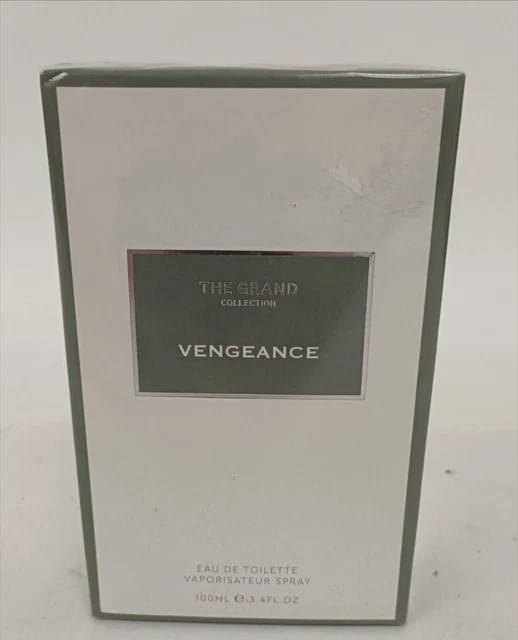 THE GRAND
COLLECTION
VENGEANCE
EAU DE TOILETTE
VAPORISATEUR SPRAY
100ML ℮ 3.4FL.OZ